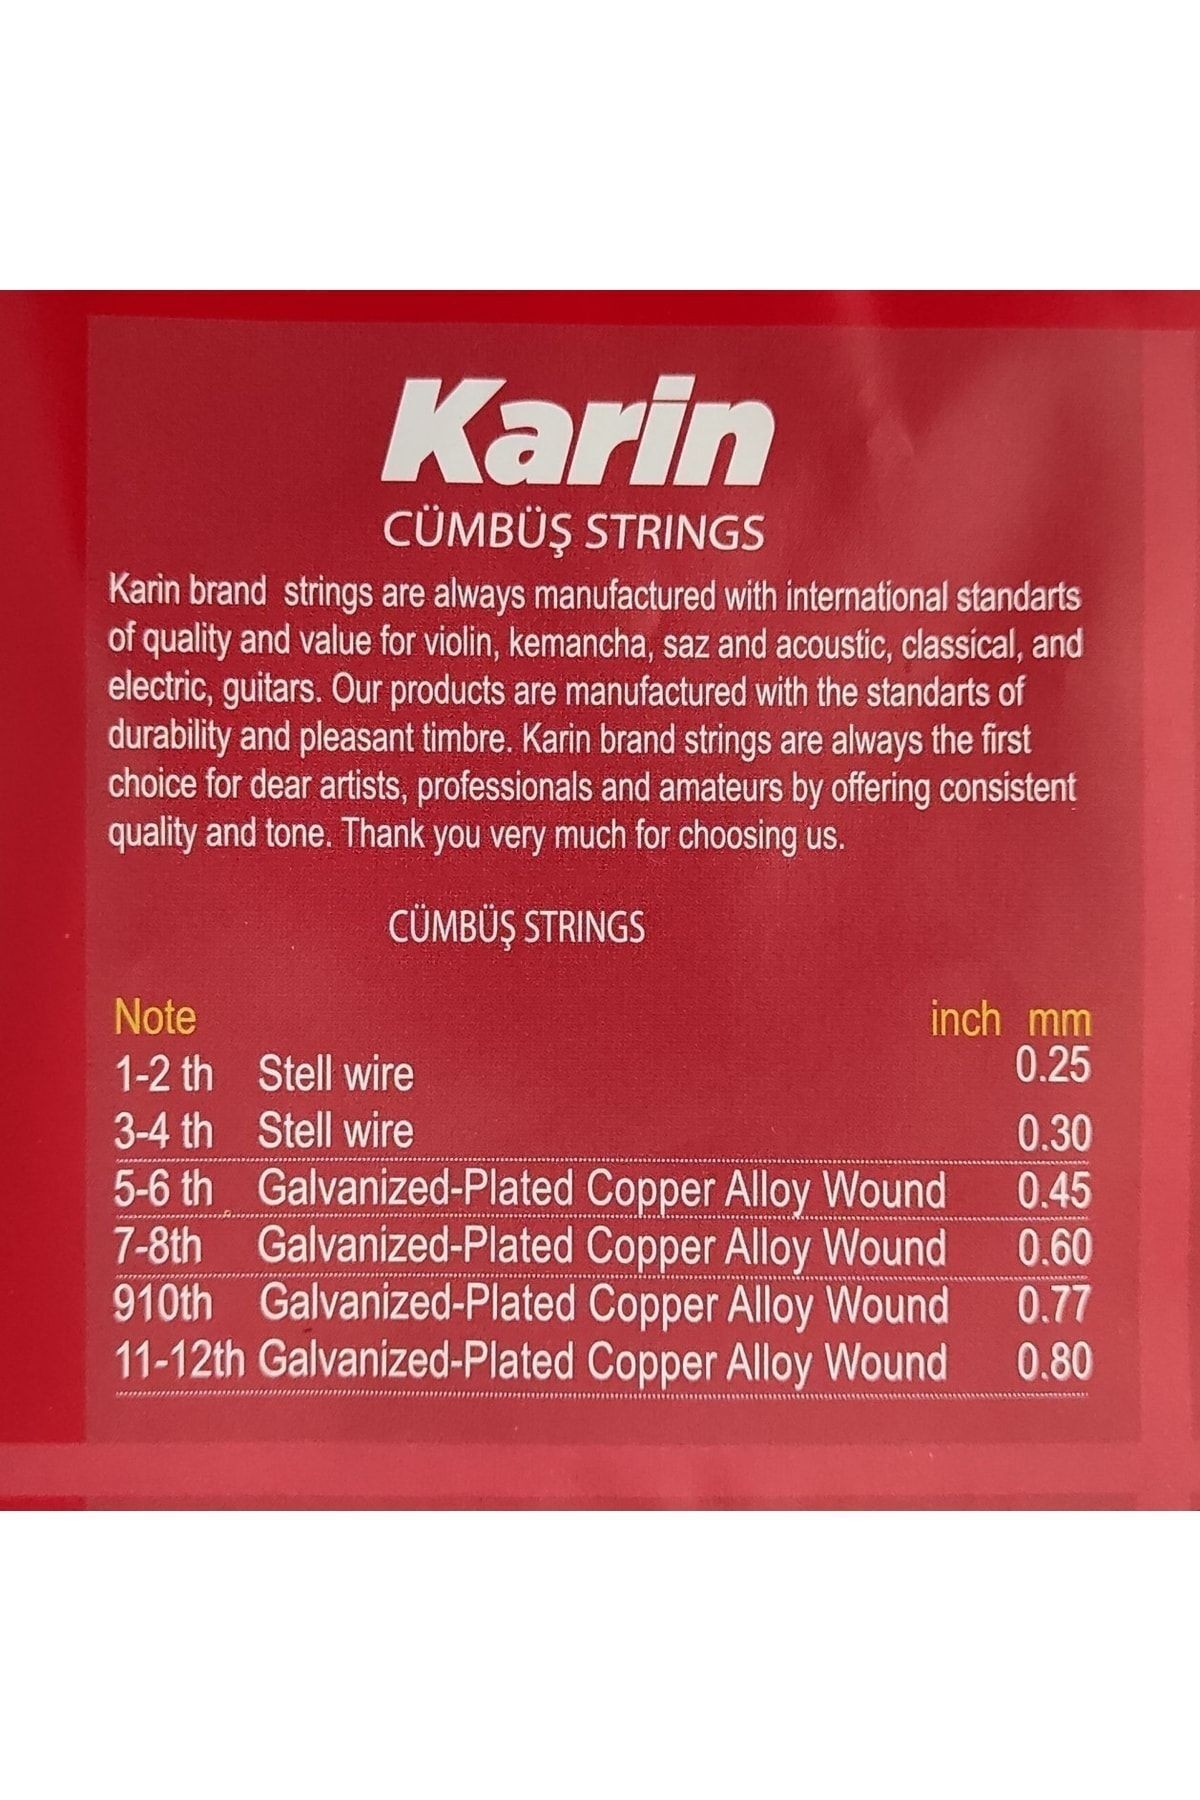 Karin
CÜMBÜŞ STRINGS
Karin brand strings are always manufactured with international standarts
of quality and value for violin, kemancha, saz and acoustic, classical, and
electric, guitars. Our products are manufactured with the standarts of
durability and pleasant timbre. Karin brand strings are always the first
choice for dear artists, professionals and amateurs by offering consistent
quality and tone. Thank you very much for choosing us.
CÜMBÜŞ STRINGS
Note inch mm
1-2 th Stell wire 0.25
3-4 th Stell wire 0.30
5-6 th Galvanized-Plated Copper Alloy Wound 0.45
7-8th Galvanized-Plated Copper Alloy Wound 0.60
910th Galvanized-Plated Copper Alloy Wound 0.77
11-12th Galvanized-Plated Copper Alloy Wound 0.80